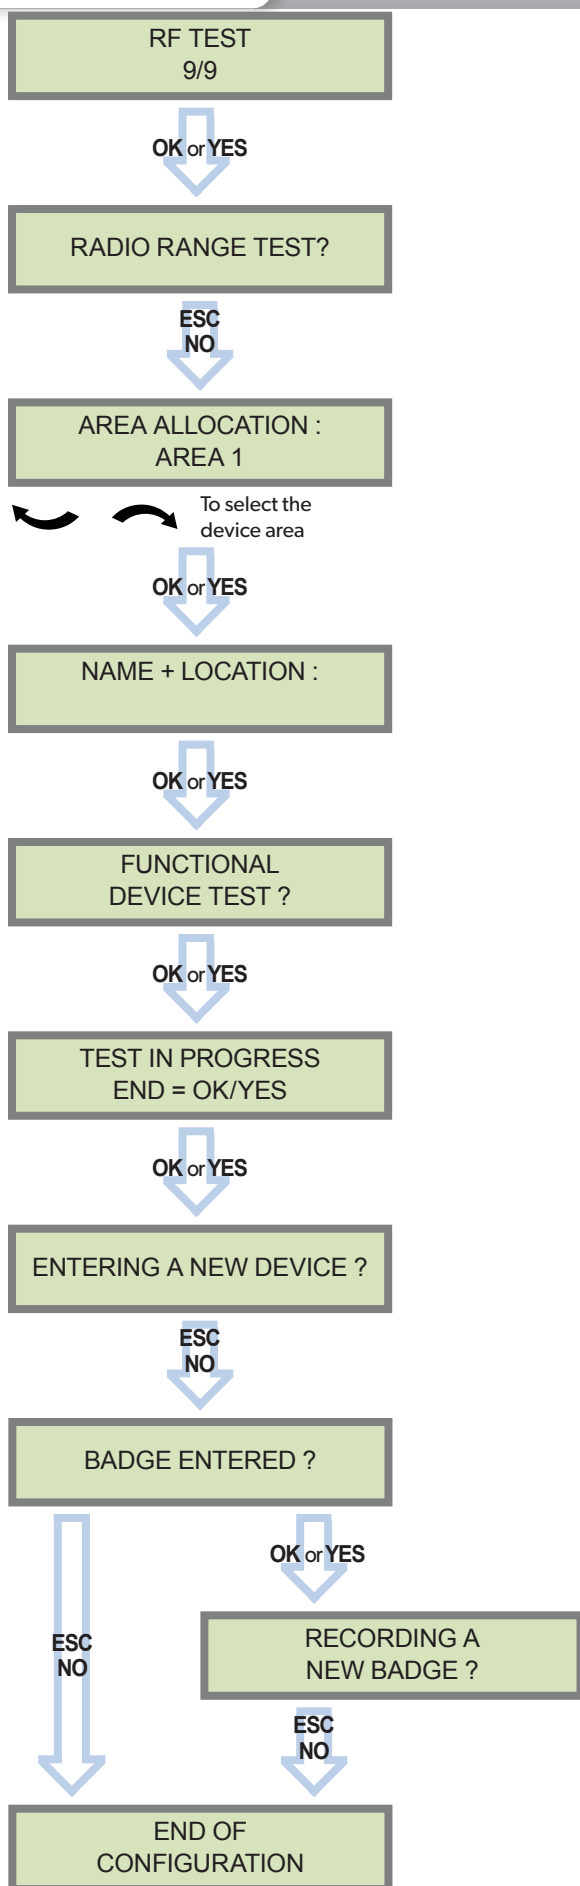 RF TEST
9/9
OK or YES
RADIO RANGE TEST?
ESC
NO
AREA ALLOCATION :
AREA 1
To select the
device area
OK or YES
NAME + LOCATION :
OK or YES
FUNCTIONAL
DEVICE TEST ?
OK or YES
TEST IN PROGRESS
END = OK/YES
OK or YES
ENTERING A NEW DEVICE ?
ESC
NO
BADGE ENTERED ?
OK or YES
ESC
NO
RECORDING A
NEW BADGE ?
ESC
NO
END OF
CONFIGURATION